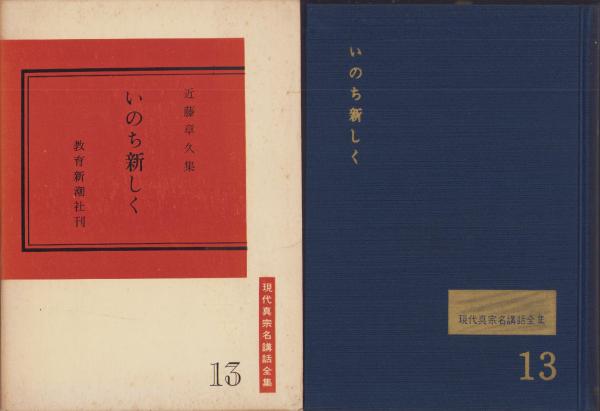 近藤章久集
いのち新しく
教育新潮社刊
現代真宗名講話全集
13
いのち新しく
現代真宗名講話全集
13